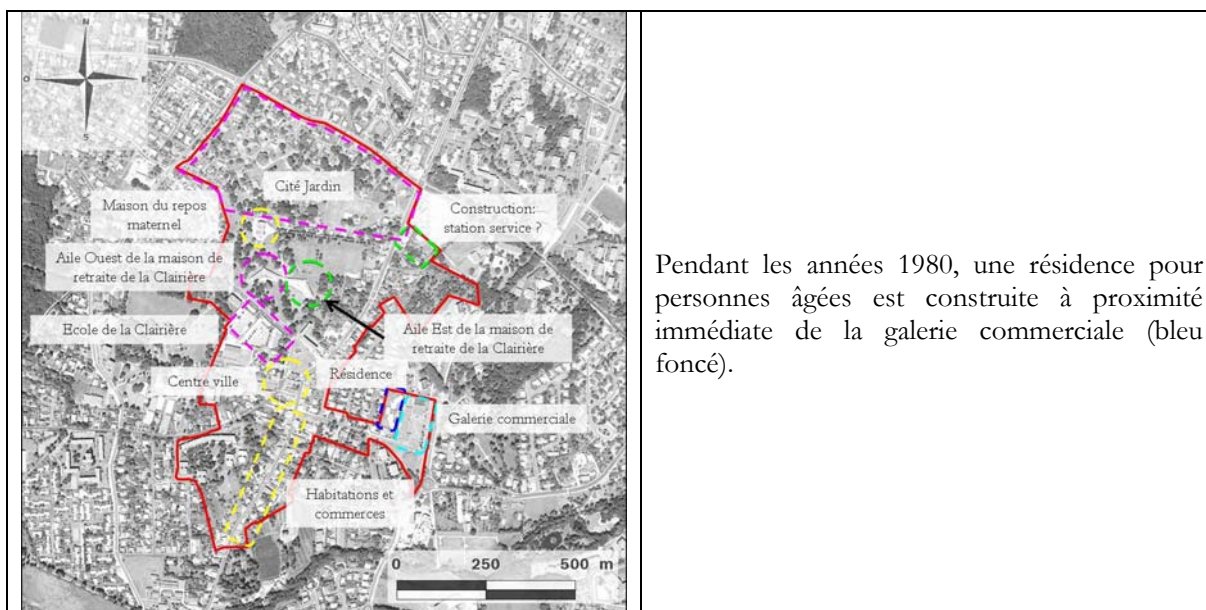 N
O
E
S
Cité Jardin
Maison du repos
maternel
Construction:
station service ?
Aile Ouest de la maison de
retraite de la Clairière
Ecole de la Clairière
Aile Est de la maison de
retraite de la Clairière
Centre ville
Résidence
Galerie commerciale
Habitations et
commerces
0 250 500 m
Pendant les années 1980, une résidence pour
personnes âgées est construite à proximité
immédiate de la galerie commerciale (bleu
foncé).